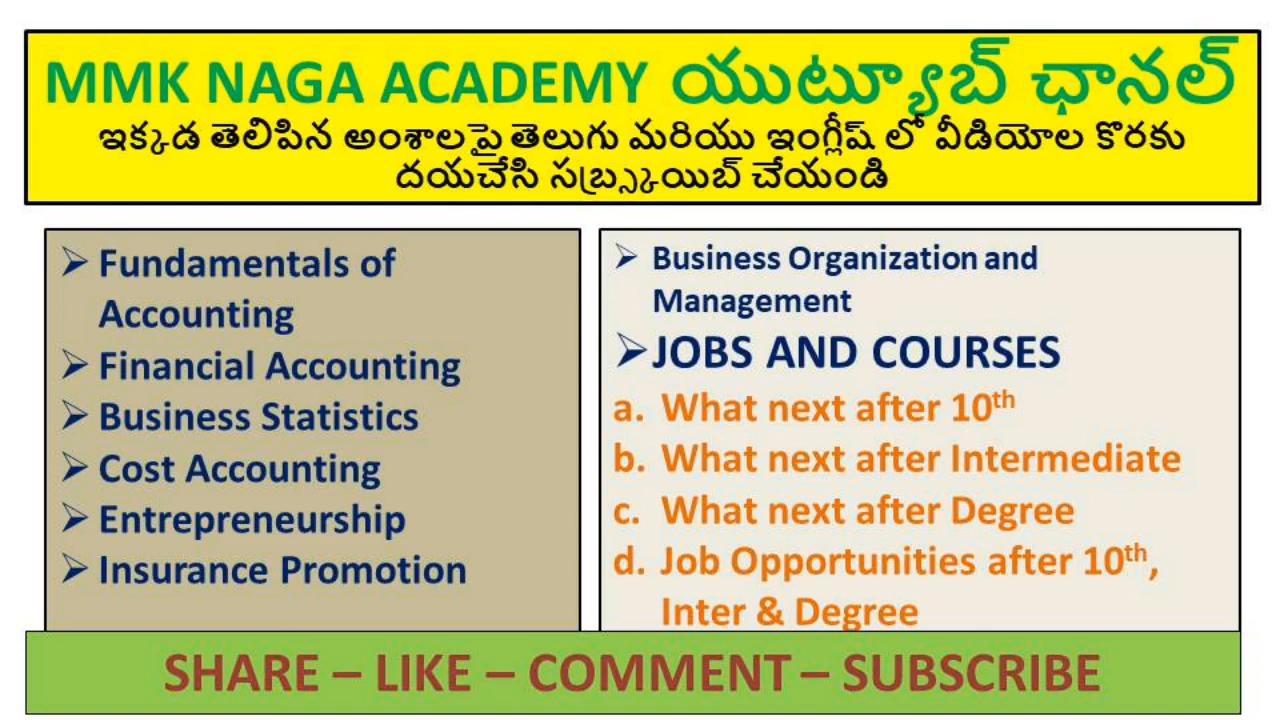 MMK NAGA ACADEMY యుట్యూబ్ ఛానల్
ఇక్కడ తెలిపిన అంశాలపై తెలుగు మరియు ఇంగ్లీష్ లో వీడియోల కొరకు
దయచేసి సబ్స్క్రయిబ్ చేయండి
➢ Fundamentals of
Accounting
➢ Financial Accounting
➢ Business Statistics
➢ Cost Accounting
➢ Entrepreneurship
➢ Insurance Promotion
➢ Business Organization and
Management
➢ JOBS AND COURSES
a. What next after 10th
b. What next after Intermediate
c. What next after Degree
d. Job Opportunities after 10th,
Inter & Degree
SHARE – LIKE – COMMENT – SUBSCRIBE